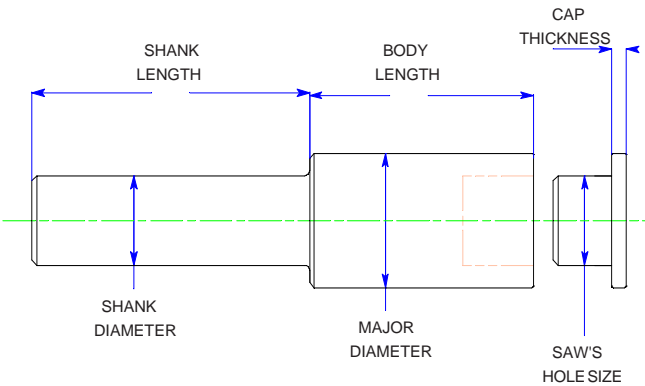 CAP
THICKNESS
SHANK
LENGTH
BODY
LENGTH
SHANK
DIAMETER
MAJOR
DIAMETER
SAW'S
HOLE SIZE